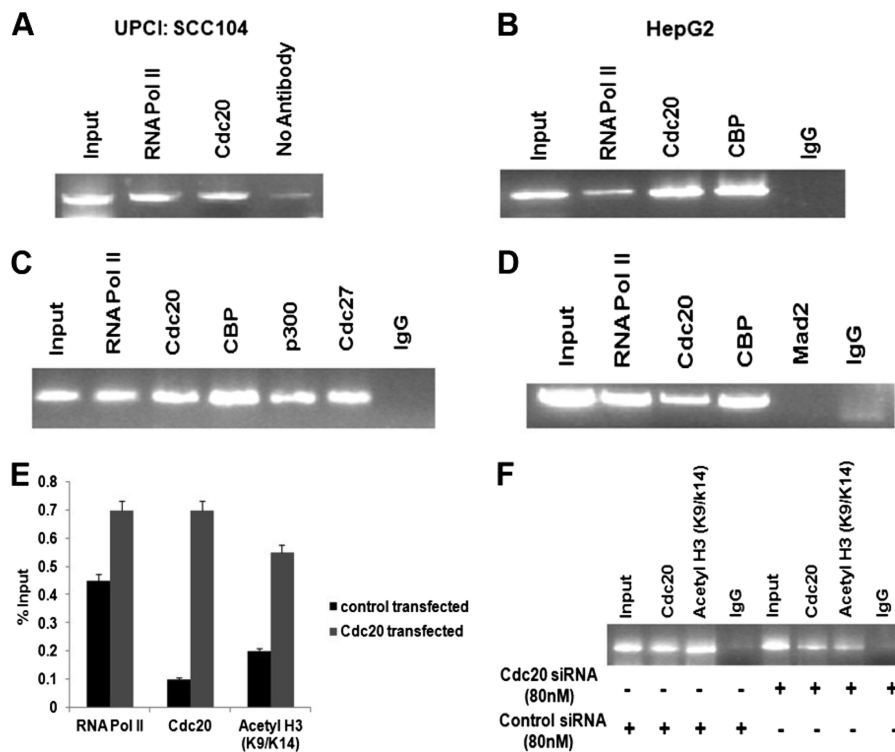 A
UPCI: SCC104
Input
RNA Pol II
Cdc20
No Antibody
B
HepG2
Input
RNA Pol II
Cdc20
CBP
IgG
C
Input
RNA Pol II
Cdc20
CBP
p300
Cdc27
IgG
D
Input
RNA Pol II
Cdc20
CBP
Mad2
IgG
E
% Input
0.8
0.7
0.6
0.5
0.4
0.3
0.2
0.1
0
RNA Pol II
Cdc20
Acetyl H3
(K9/K14)
control transfected
Cdc20 transfected
F
Input
Cdc20
Acetyl H3 (K9/k14)
IgG
Input
Cdc20
Acetyl H3 (K9/K14)
IgG
Cdc20 siRNA - - - - + + + +
(80nM)
Control siRNA + + + + - - - -
(80nM)